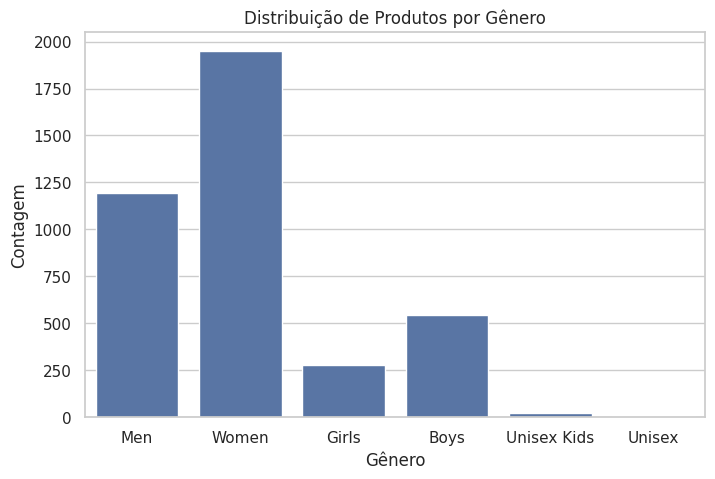 Distribuição de Produtos por Gênero
Contagem
2000
1750
1500
1250
1000
750
500
250
0
Men Women Girls Boys Unisex Kids Unisex
Gênero